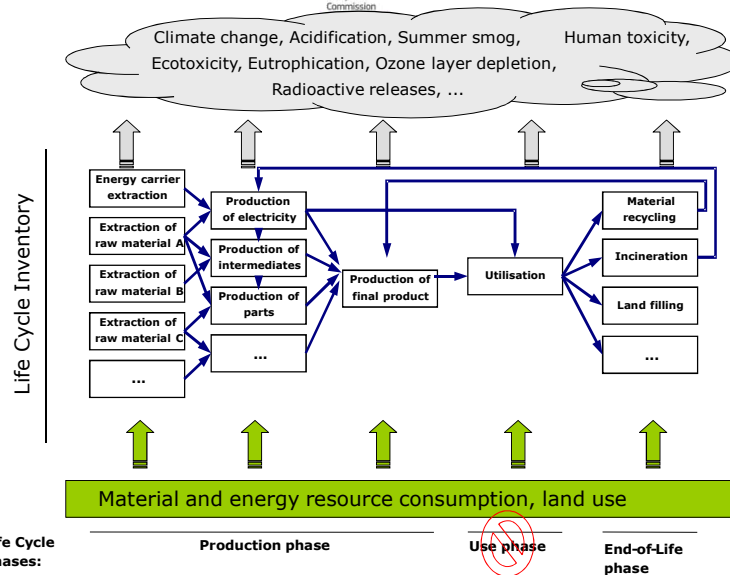 Commission
Climate change, Acidification, Summer smog, Human toxicity,
Ecotoxicity, Eutrophication, Ozone layer depletion,
Radioactive releases, ...
Life Cycle Inventory
Energy carrier
extraction
Extraction of
raw material A
Extraction of
raw material B
Extraction of
raw material C
...
Production
of electricity
Production of
intermediates
Production of
parts
...
Production of
final product
Utilisation
Material
recycling
Incineration
Land filling
...
Material and energy resource consumption, land use
ife Cycle
hases:
Production phase
Use phase
End-of-Life
phase